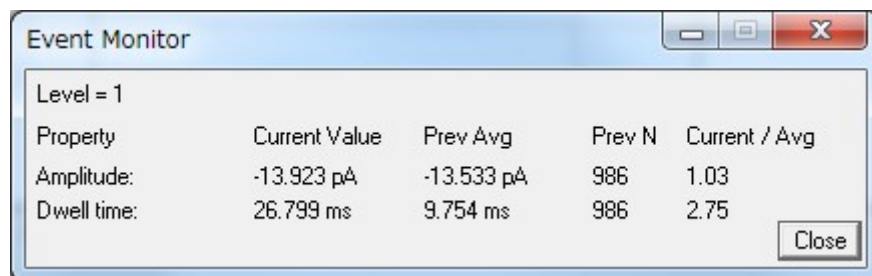 Event Monitor
Level = 1
Property Current Value Prev Avg Prev N Current / Avg
Amplitude: -13.923 pA -13.533 pA 986 1.03
Dwell time: 26.799 ms 9.754 ms 986 2.75
Close